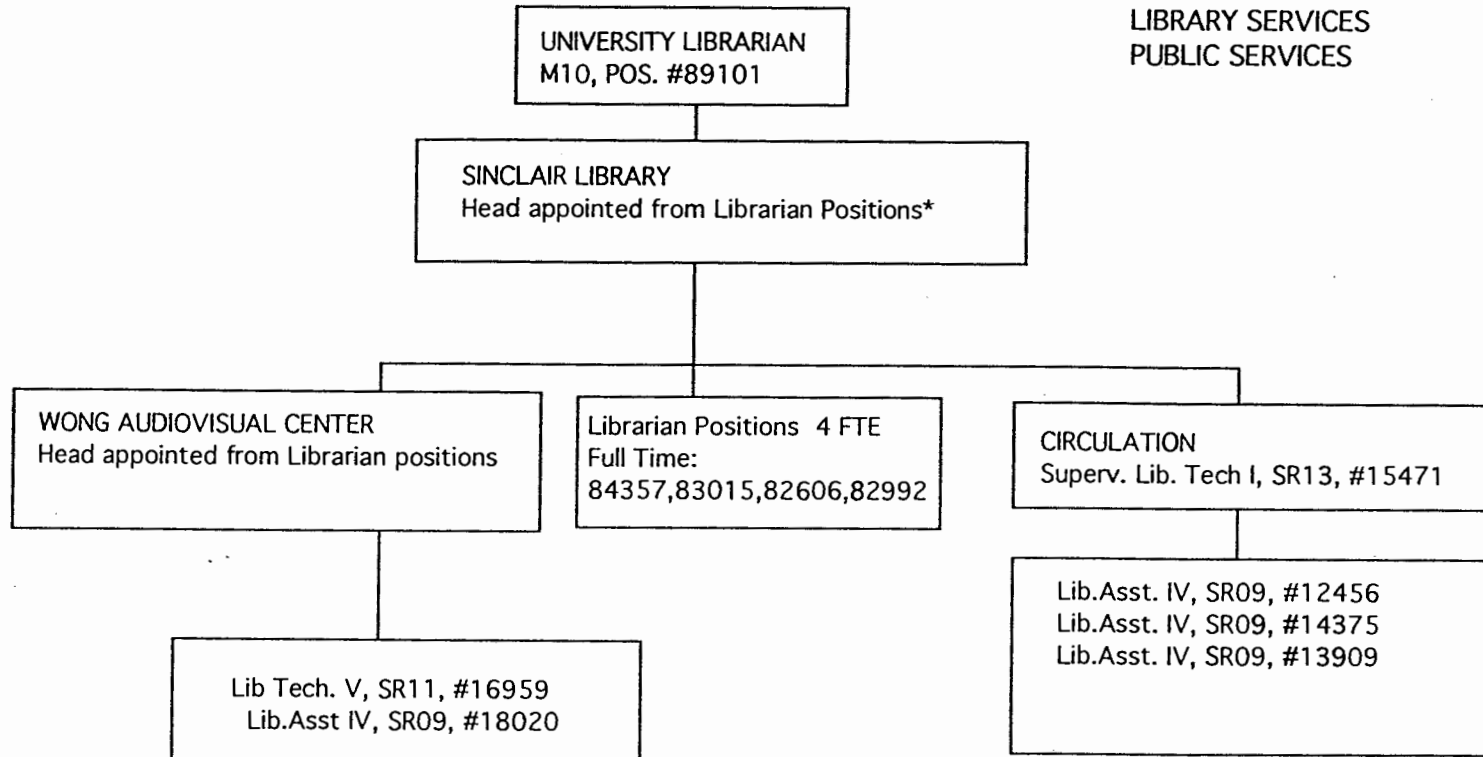 LIBRARY SERVICES
PUBLIC SERVICES
UNIVERSITY LIBRARIAN
M10, POS. #89101
SINCLAIR LIBRARY
Head appointed from Librarian Positions*
WONG AUDIOVISUAL CENTER
Head appointed from Librarian positions
Librarian Positions 4 FTE
Full Time:
84357,83015,82606,82992
CIRCULATION
Superv. Lib. Tech I, SR13, #15471
Lib Tech. V, SR11, #16959
Lib.Asst IV, SR09, #18020
Lib.Asst. IV, SR09, #12456
Lib.Asst. IV, SR09, #14375
Lib.Asst. IV, SR09, #13909